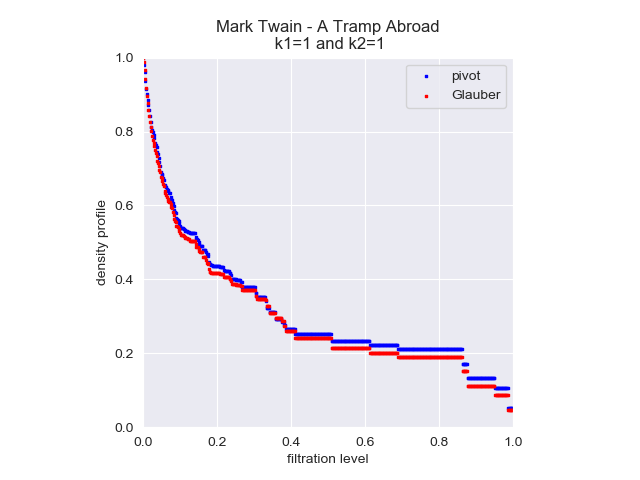 Mark Twain - A Tramp Abroad
k1=1 and k2=1
pivot
Glauber
density profile
1.0
0.8
0.6
0.4
0.2
0.0
0.0 0.2 0.4 0.6 0.8 1.0
filtration level